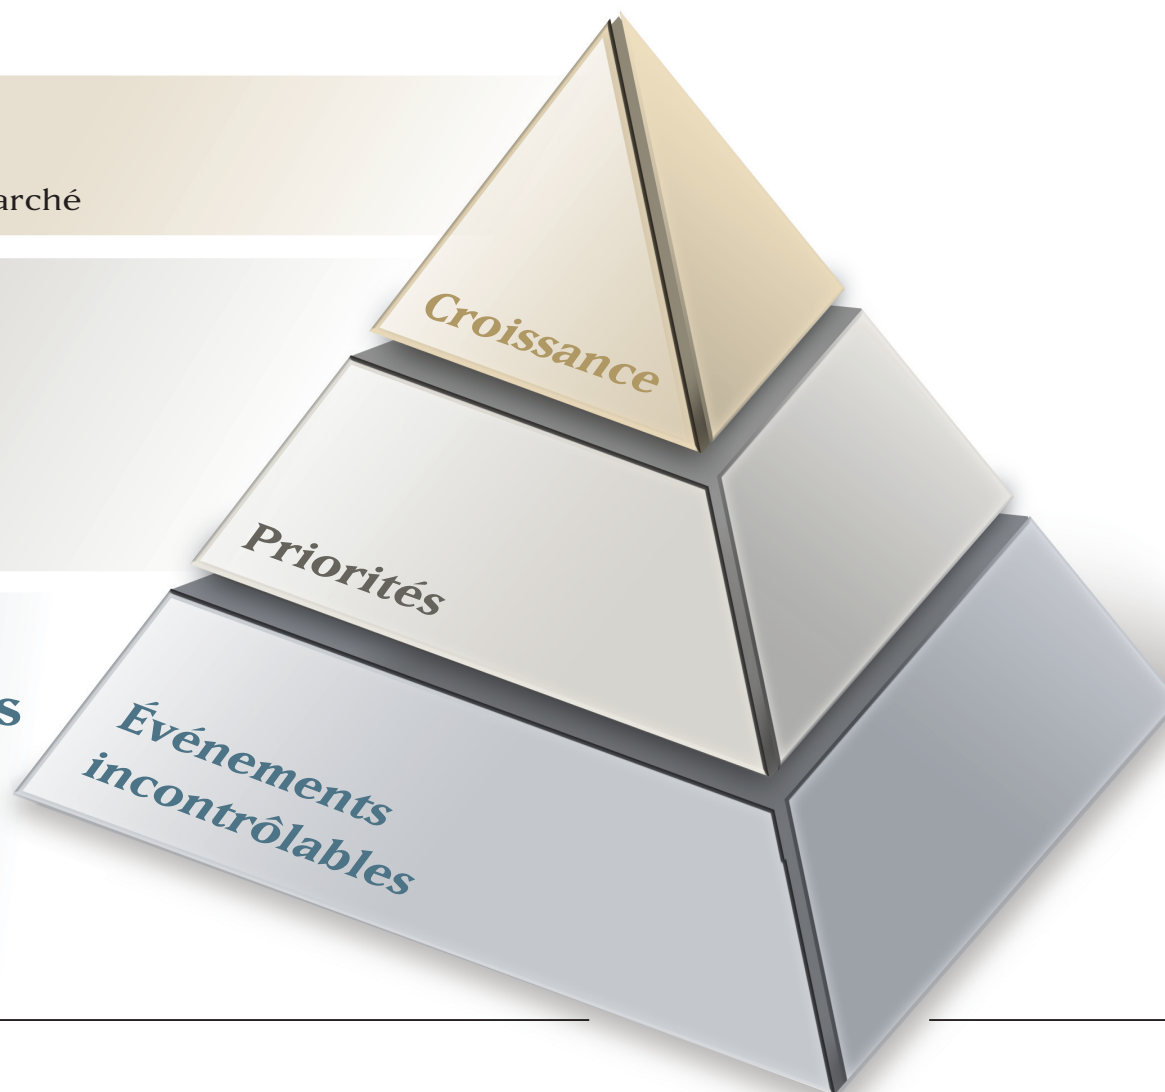 arché
Croissance
Priorités
s
Événements
incontrôlables